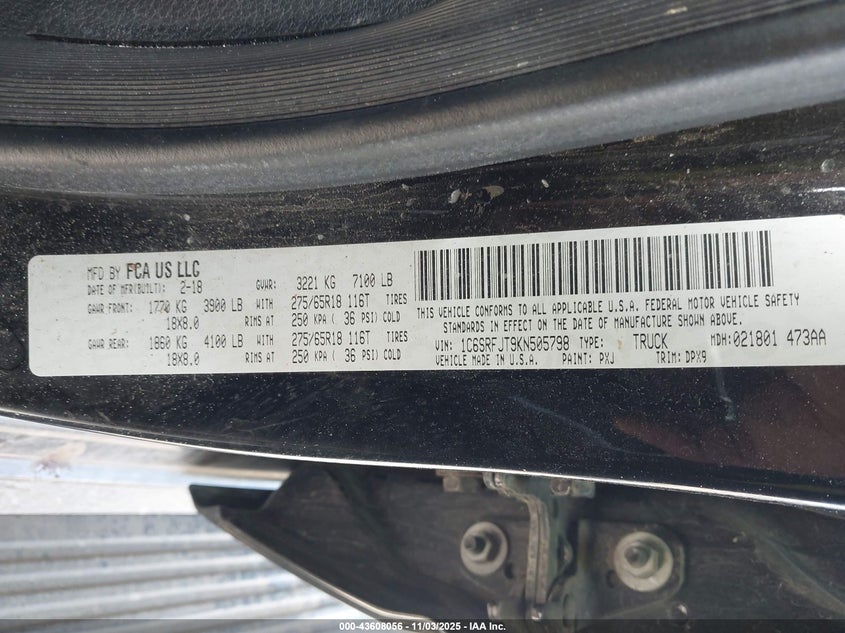 MFD BY FCA US LLC
DATE OF MFR(BUILT): 2-18 GVWR: 3221 KG 7100 LB
GAWR FRONT: 1770 KG 3900 LB WITH 275/65R18 116T TIRES
18X8.0 RIMS AT 250 KPA ( 36 PSI) COLD
GAWR REAR: 1860 KG 4100 LB WITH 275/65R18 116T TIRES
18X8.0 RIMS AT 250 KPA ( 36 PSI) COLD
THIS VEHICLE CONFORMS TO ALL APPLICABLE U.S.A. FEDERAL MOTOR VEHICLE SAFETY
STANDARDS IN EFFECT ON THE DATE OF MANUFACTURE SHOWN ABOVE.
VIN: 1C6SRFJT9KN505798 TYPE: TRUCK MDH:021801 473AA
VEHICLE MADE IN U.S.A. PAINT: PXJ TRIM: DPX9
000-43608056 - 11/03/2025 - IAA Inc.